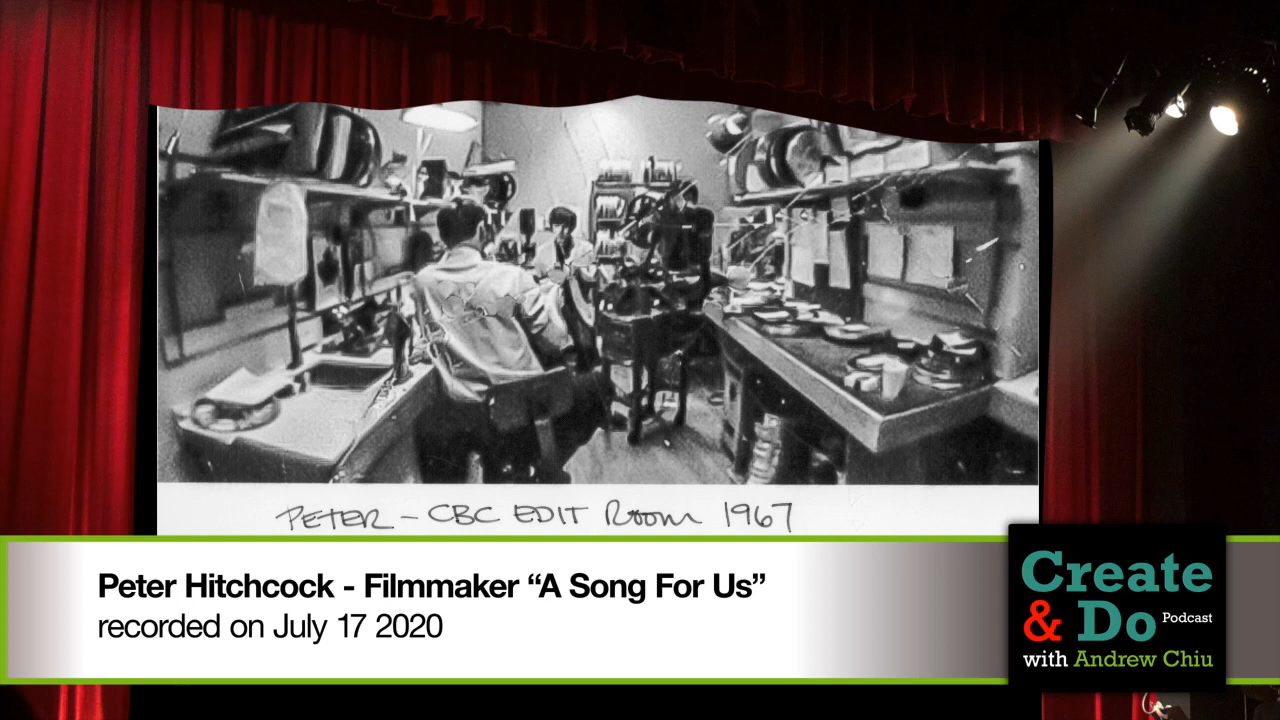 PETER - CBC EDIT ROOM 1967
Peter Hitchcock - Filmmaker “A Song For Us”
recorded on July 17 2020
Create
& Do Podcast
with Andrew Chiu